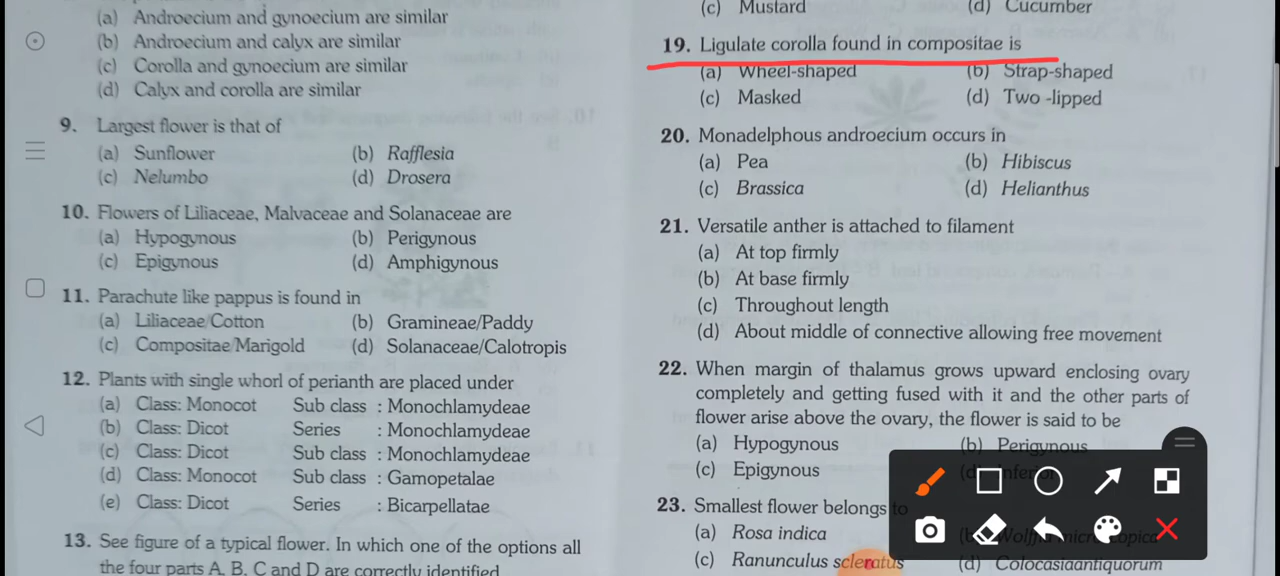 (a) Androecium and gynoecium are similar
(b) Androecium and calyx are similar
(c) Corolla and gynoecium are similar
(d) Calyx and corolla are similar
9. Largest flower is that of
(a) Sunflower (b) Rafflesia
(c) Nelumbo (d) Drosera
10. Flowers of Liliaceae, Malvaceae and Solanaceae are
(a) Hypogynous (b) Perigynous
(c) Epigynous (d) Amphigynous
11. Parachute like pappus is found in
(a) Liliaceae/Cotton (b) Gramineae/Paddy
(c) Compositae/Marigold (d) Solanaceae/Calotropis
12. Plants with single whorl of perianth are placed under
(a) Class: Monocot Sub class : Monochlamydeae
(b) Class: Dicot Series : Monochlamydeae
(c) Class: Dicot Sub class : Monochlamydeae
(d) Class: Monocot Sub class : Gamopetalae
(e) Class: Dicot Series : Bicarpellatae
13. See figure of a typical flower. In which one of the options all
the four parts A, B, C and D are correctly identified
(c) Mustard (d) Cucumber
19. Ligulate corolla found in compositae is
(a) Wheel-shaped (b) Strap-shaped
(c) Masked (d) Two -lipped
20. Monadelphous androecium occurs in
(a) Pea (b) Hibiscus
(c) Brassica (d) Helianthus
21. Versatile anther is attached to filament
(a) At top firmly
(b) At base firmly
(c) Throughout length
(d) About middle of connective allowing free movement
22. When margin of thalamus grows upward enclosing ovary
completely and getting fused with it and the other parts of
flower arise above the ovary, the flower is said to be
(a) Hypogynous (b) Perigynous
(c) Epigynous
23. Smallest flower belongs to
(a) Rosa indica
(c) Ranunculus scleratus (d) Colocasiaantiquorum